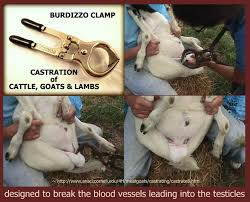 BURDIZZO CLAMP
CASTRATION
of
CATTLE, GOATS & LAMBS
designed to break the blood vessels leading into the testicles